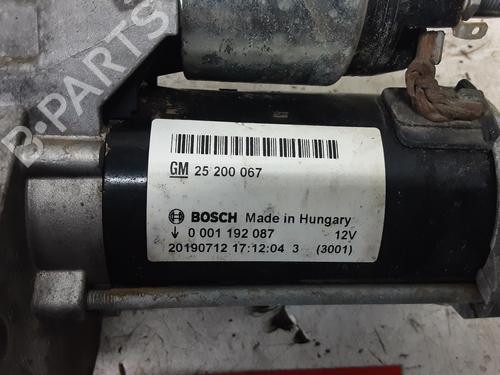 B-PARTS
GM 25 200 067
BOSCH Made in Hungary
0 001 192 087 12V
20190712 17:12:04 3 (3001)